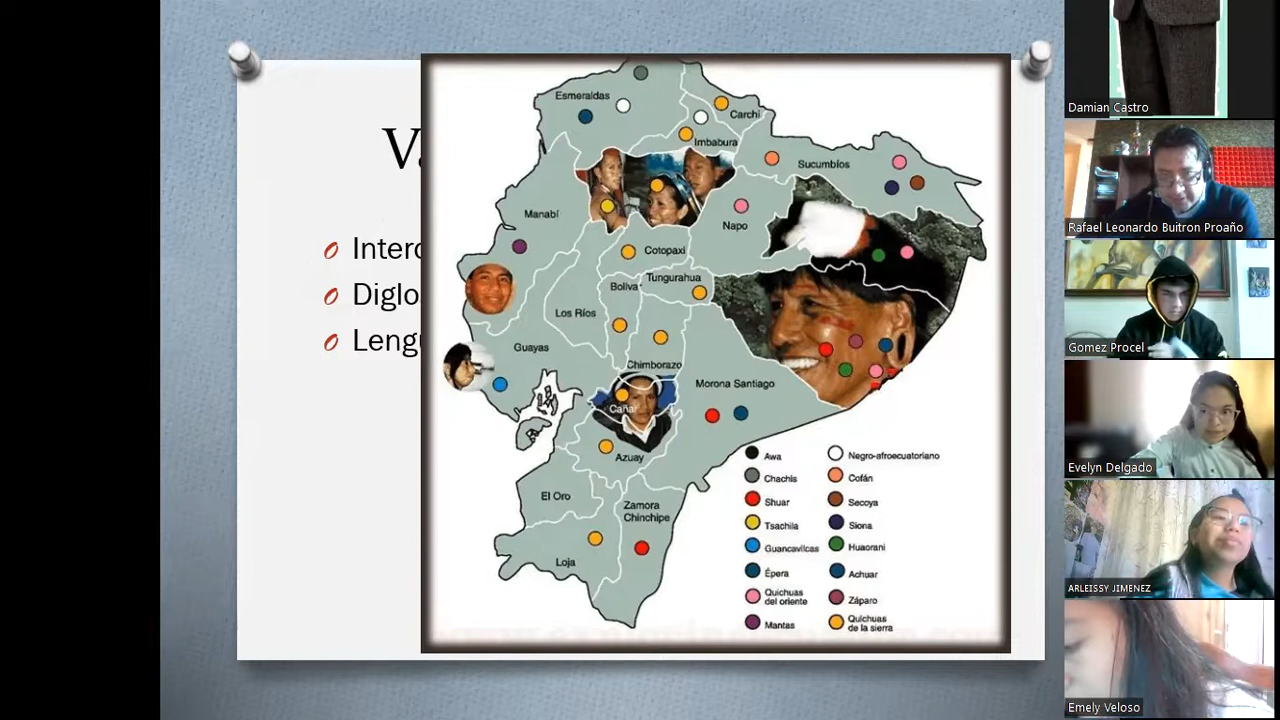 Interc
Diglo
Leng
Esmeraldas
Carchi
Imbabura
Sucumbíos
Manabí
Napo
Cotopaxi
Tungurahua
Boliva
Los Ríos
Guayas
Chimborazo
Morona Santiago
Cañar
Azuay
El Oro
Zamora
Chinchipe
Loja
Awa
Chachis
Shuar
Tsachila
Guancavilcas
Épera
Quichuas
del oriente
Mantas
Negro-afroecuatoriano
Cofán
Secoya
Siona
Huaorani
Achuar
Záparo
Quichuas
de la sierra
Damian Castro
Rafael Leonardo Buitron Proaño
Gomez Procel
Evelyn Delgado
ARLEISSY JIMENEZ
Emely Veloso